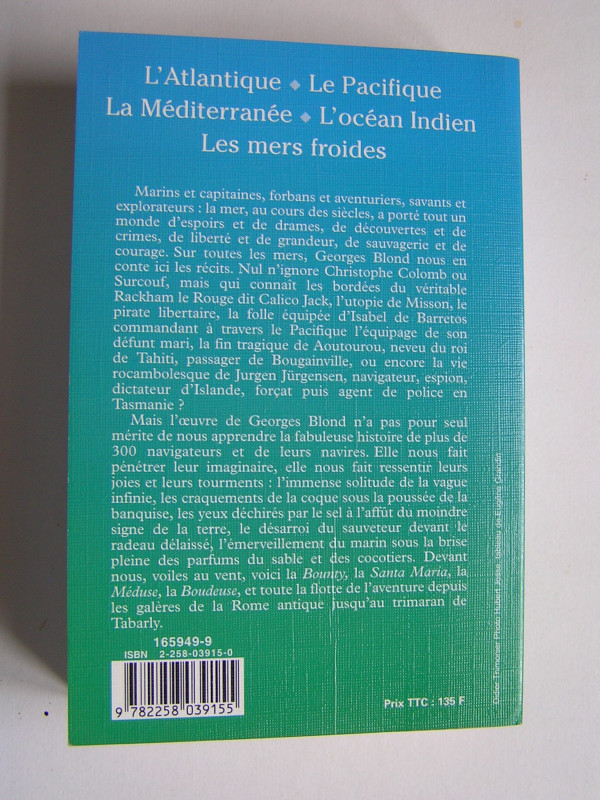 L'Atlantique ◆ Le Pacifique
La Méditerranée ◆ L'océan Indien
Les mers froides
Marins et capitaines, forbans et aventuriers, savants et
explorateurs : la mer, au cours des siècles, a porté tout un
monde d'espoirs et de drames, de découvertes et de
crimes, de liberté et de grandeur, de sauvagerie et de
courage. Sur toutes les mers, Georges Blond nous en
conte ici les récits. Nul n'ignore Christophe Colomb ou
Surcouf, mais qui connaît les bordées du véritable
Rackham le Rouge dit Calico Jack, l'utopie de Misson, le
pirate libertaire, la folle équipée d'Isabel de Barretos
commandant à travers le Pacifique l'équipage de son
défunt mari, la fin tragique de Aoutourou, neveu du roi
de Tahiti, passager de Bougainville, ou encore la vie
rocambolesque de Jurgen Jürgensen, navigateur, espion,
dictateur d'Islande, forçat puis agent de police en
Tasmanie ?
Mais l'œuvre de Georges Blond n'a pas pour seul
mérite de nous apprendre la fabuleuse histoire de plus de
300 navigateurs et de leurs navires. Elle nous fait
pénétrer leur imaginaire, elle nous fait ressentir leurs
joies et leurs tourments : l'immense solitude de la vague
infinie, les craquements de la coque sous la poussée de la
banquise, les yeux déchirés par le sel à l'affût du moindre
signe de la terre, le désarroi du sauveteur devant le
radeau délaissé, l'émerveillement du marin sous la brise
pleine des parfums du sable et des cocotiers. Devant
nous, voiles au vent, voici la Bounty, la Santa Maria, la
Méduse, la Boudeuse, et toute la flotte de l'aventure depuis
les galères de la Rome antique jusqu'au trimaran de
Tabarly.
165949-9
ISBN 2-258-03915-0
9 782258 039155
Prix TTC : 135 F
Didier Thimonier Photo Hubert Josse, tableau de Eugène Grandin